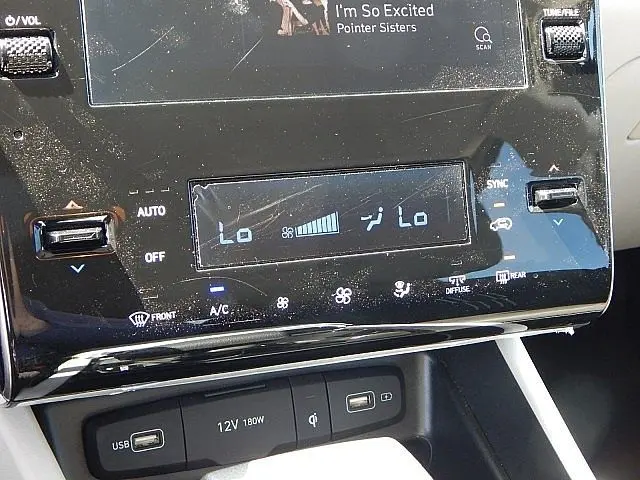 ⏻/VOL
I'm So Excited
Pointer Sisters
SCAN
TUNE/FILE
AUTO
SYNC
Lo
Lo
OFF
FRONT
A/C
DIFFUSE
REAR
USB
12V 180W
qi